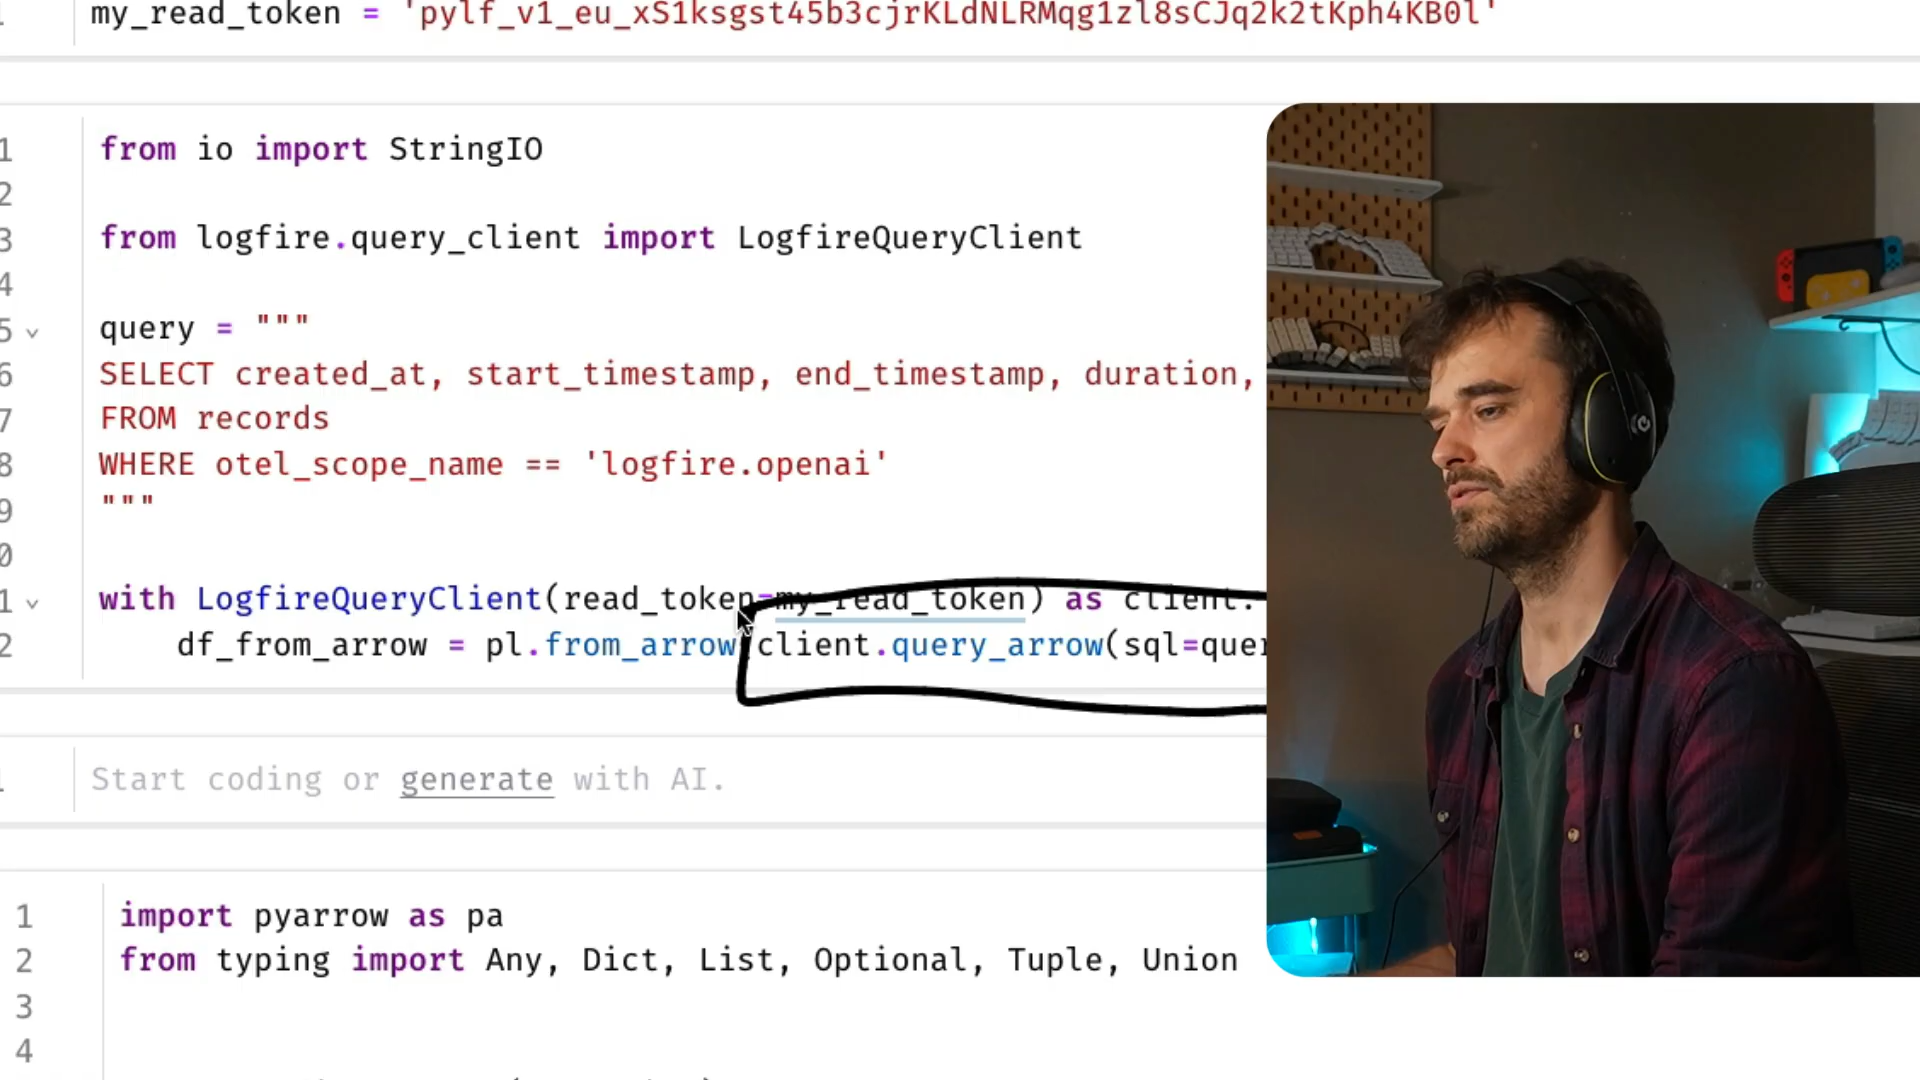 my_read_token = 'pylf_v1_eu_xS1ksgst45b3cjrKLdNLRMqg1zl8sCJq2k2tKph4KB0l'
1 from io import StringIO
2
3 from logfire.query_client import LogfireQueryClient
4
5 query = """
6 SELECT created_at, start_timestamp, end_timestamp, duration,
7 FROM records
8 WHERE otel_scope_name == 'logfire.openai'
9 """
0
1 with LogfireQueryClient(read_token=my_read_token) as client:
2 df_from_arrow = pl.from_arrow(client.query_arrow(sql=quer
1 Start coding or generate with AI.
1 import pyarrow as pa
2 from typing import Any, Dict, List, Optional, Tuple, Union
3
4